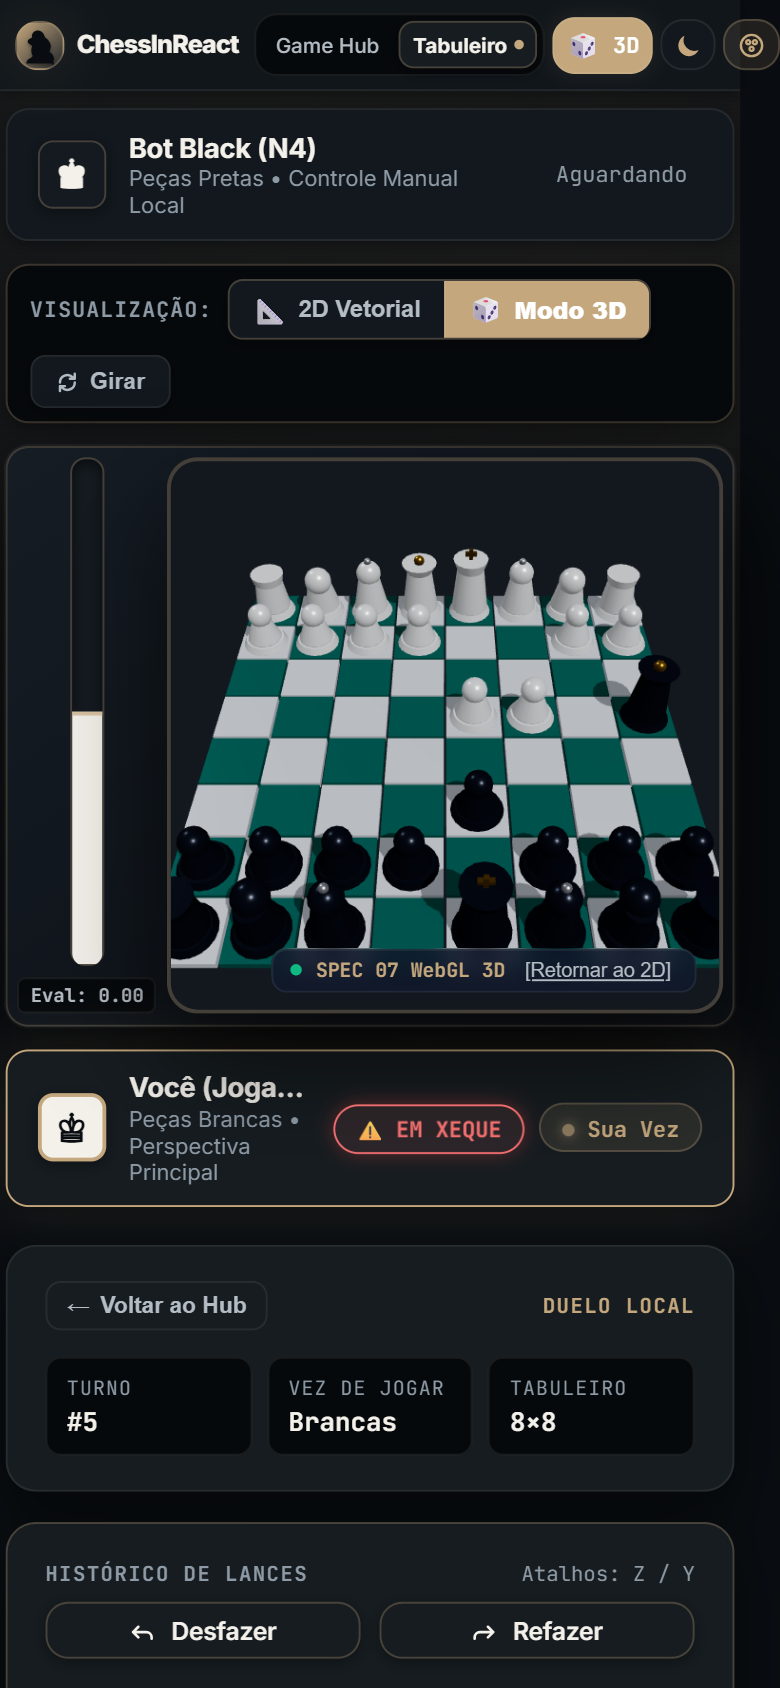 ChessInReact
Game Hub
Tabuleiro
3D
Bot Black (N4)
Peças Pretas • Controle Manual
Local
Aguardando
VISUALIZAÇÃO:
2D Vetorial
Modo 3D
Girar
Eval: 0.00
SPEC 07 WebGL 3D [Retornar ao 2D]
Você (Joga...
Peças Brancas •
Perspectiva
Principal
EM XEQUE
Sua Vez
← Voltar ao Hub
DUELO LOCAL
TURNO
#5
VEZ DE JOGAR
Brancas
TABULEIRO
8×8
HISTÓRICO DE LANCES
Atalhos: Z / Y
Desfazer
Refazer